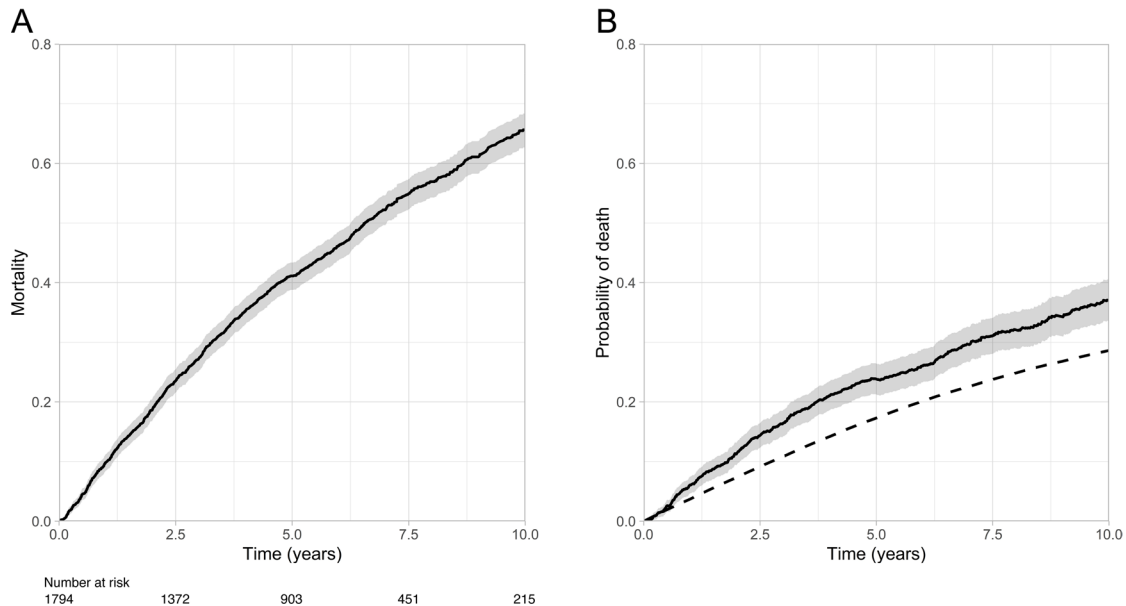 A
B
0.8
0.6
0.4
0.2
0.0
Mortality
0.0 2.5 5.0 7.5 10.0
Time (years)
Number at risk
1794 1372 903 451 215
0.8
0.6
0.4
0.2
0.0
Probability of death
0.0 2.5 5.0 7.5 10.0
Time (years)